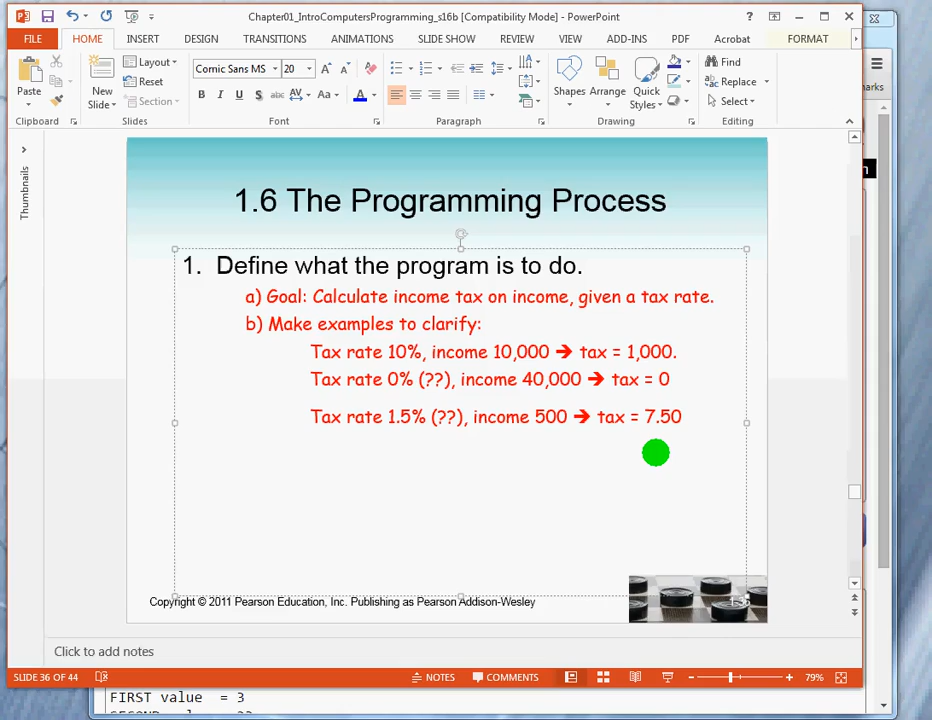 Chapter01_IntroComputersProgramming_s16b [Compatibility Mode] - PowerPoint
FILE HOME INSERT DESIGN TRANSITIONS ANIMATIONS SLIDE SHOW REVIEW VIEW ADD-INS PDF Acrobat FORMAT
Paste
New Slide
Layout
Reset
Section
Comic Sans MS 20
B I U S abc AV Aa A
Shapes Arrange Quick Styles
Find
Replace
Select
Clipboard Slides Font Paragraph Drawing Editing
Thumbnails
1.6 The Programming Process
1. Define what the program is to do.
a) Goal: Calculate income tax on income, given a tax rate.
b) Make examples to clarify:
Tax rate 10%, income 10,000 ➔ tax = 1,000.
Tax rate 0% (??), income 40,000 ➔ tax = 0
Tax rate 1.5% (??), income 500 ➔ tax = 7.50
Copyright © 2011 Pearson Education, Inc. Publishing as Pearson Addison-Wesley
Click to add notes
SLIDE 36 OF 44 NOTES COMMENTS 79%
FIRST value = 3